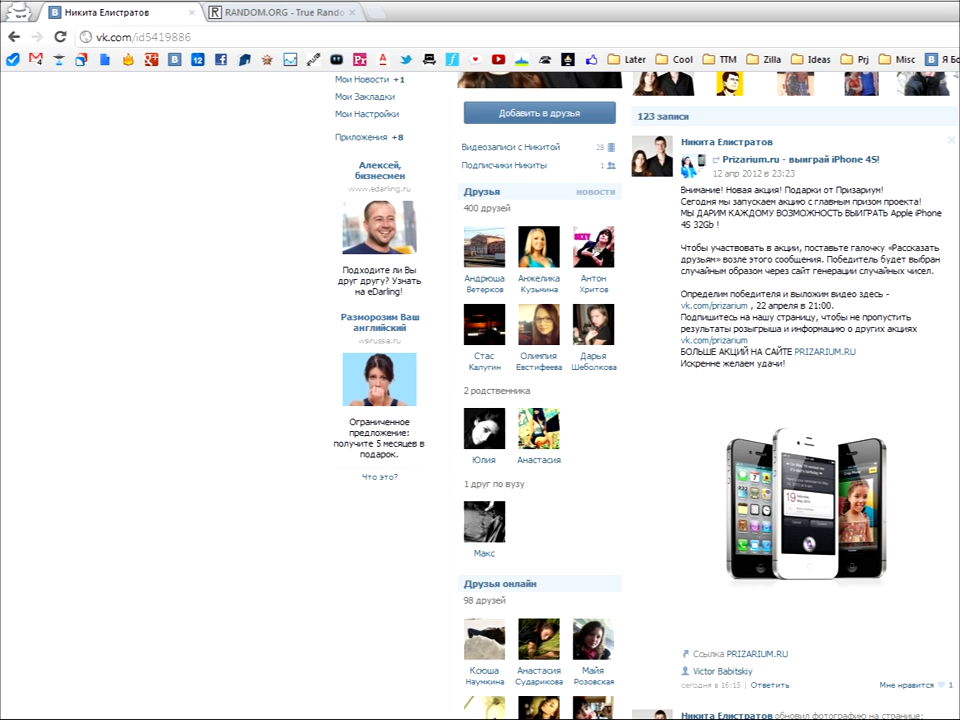 Никита Елистратов
RANDOM.ORG - True Rando
vk.com/id5419886
Later
Cool
TTM
Zilla
Ideas
Prj
Misc
Я Бо
Мои Новости +1
Мои Закладки
Мои Настройки
Приложения +8
Алексей,
бизнесмен
www.edarling.ru
Подходите ли Вы
друг другу? Узнать
на eDarling!
Разморозим Ваш
английский
wsirussia.ru
Ограниченное
предложение:
получите 5 месяцев в
подарок.
Что это?
Добавить в друзья
Видеозаписи с Никитой 28
Подписчики Никиты 1
Друзья новости
400 друзей
Андрюша
Ветерков
Анжелика
Кузьмина
Антон
Хритов
Стас
Калугин
Олимпия
Евстифеева
Дарья
Шеболкова
2 родственника
Юлия
Анастасия
1 друг по вузу
Макс
Друзья онлайн
98 друзей
Ксюша
Наумкина
Анастасия
Сударикова
Майя
Розовская
123 записи
Никита Елистратов
Prizarium.ru - выиграй iPhone 4S!
12 апр 2012 в 23:23
Внимание! Новая акция! Подарки от Призариум!
Сегодня мы запускаем акцию с главным призом проекта!
МЫ ДАРИМ КАЖДОМУ ВОЗМОЖНОСТЬ ВЫИГРАТЬ Apple iPhone
4S 32Gb !
Чтобы участвовать в акции, поставьте галочку «Рассказать
друзьям» возле этого сообщения. Победитель будет выбран
случайным образом через сайт генерации случайных чисел.
Определим победителя и выложим видео здесь -
vk.com/prizarium , 22 апреля в 21:00.
Подпишитесь на нашу страницу, чтобы не пропустить
результаты розыгрыша и информацию о других акциях
vk.com/prizarium
БОЛЬШЕ АКЦИЙ НА САЙТЕ PRIZARIUM.RU
Искренне желаем удачи!
Ссылка PRIZARIUM.RU
Victor Babitskiy
сегодня в 16:15 | Ответить
Мне нравится 1
Никита Елистратов обновил фотографию на странице: